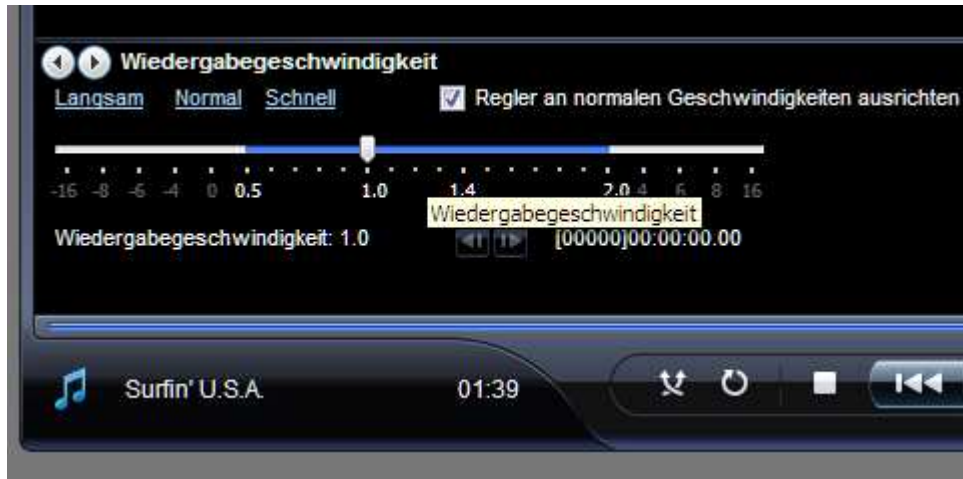 Wiedergabegeschwindigkeit
Langsam Normal Schnell Regler an normalen Geschwindigkeiten ausrichten
-16 -8 -6 -4 0 0.5 1.0 1.4 2.0 4 6 8 16
Wiedergabegeschwindigkeit
Wiedergabegeschwindigkeit: 1.0 [00000]00:00:00.00
Surfin' U.S.A. 01:39